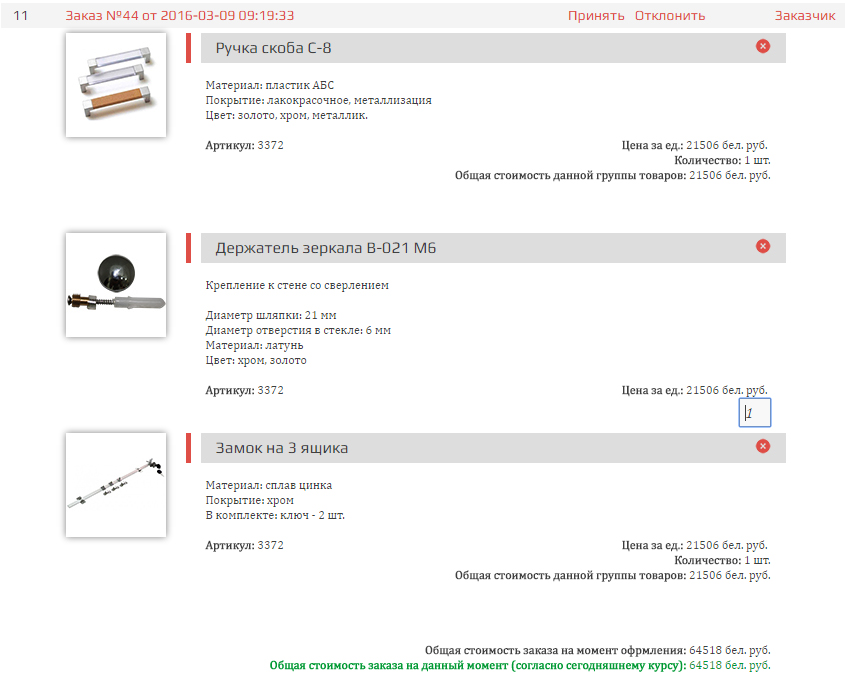 11 Заказ №44 от 2016-03-09 09:19:33 Принять Отклонить Заказчик
Ручка скоба С-8
Материал: пластик АБС
Покрытие: лакокрасочное, металлизация
Цвет: золото, хром, металлик.
Артикул: 3372 Цена за ед.: 21506 бел. руб.
Количество: 1 шт.
Общая стоимость данной группы товаров: 21506 бел. руб.
Держатель зеркала В-021 М6
Крепление к стене со сверлением
Диаметр шляпки: 21 мм
Диаметр отверстия в стекле: 6 мм
Материал: латунь
Цвет: хром, золото
Артикул: 3372 Цена за ед.: 21506 бел. руб.
1
Замок на 3 ящика
Материал: сплав цинка
Покрытие: хром
В комплекте: ключ - 2 шт.
Артикул: 3372 Цена за ед.: 21506 бел. руб.
Количество: 1 шт.
Общая стоимость данной группы товаров: 21506 бел. руб.
Общая стоимость заказа на момент офрмления: 64518 бел. руб.
Общая стоимость заказа на данный момент (согласно сегодняшнему курсу): 64518 бел. руб.